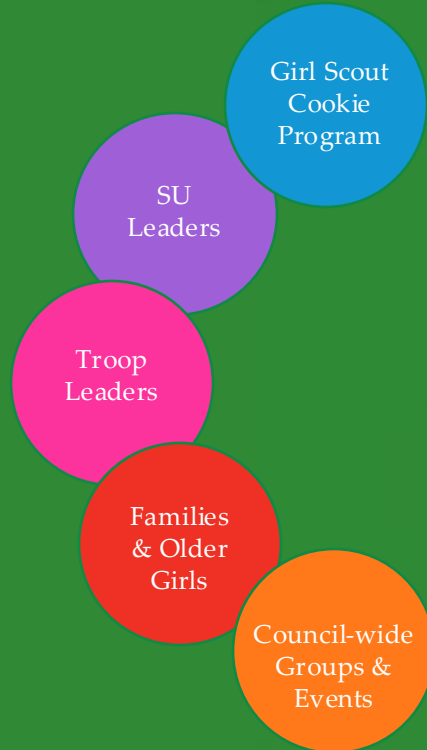 Girl Scout
Cookie
Program
SU
Leaders
Troop
Leaders
Families
& Older
Girls
Council-wide
Groups &
Events